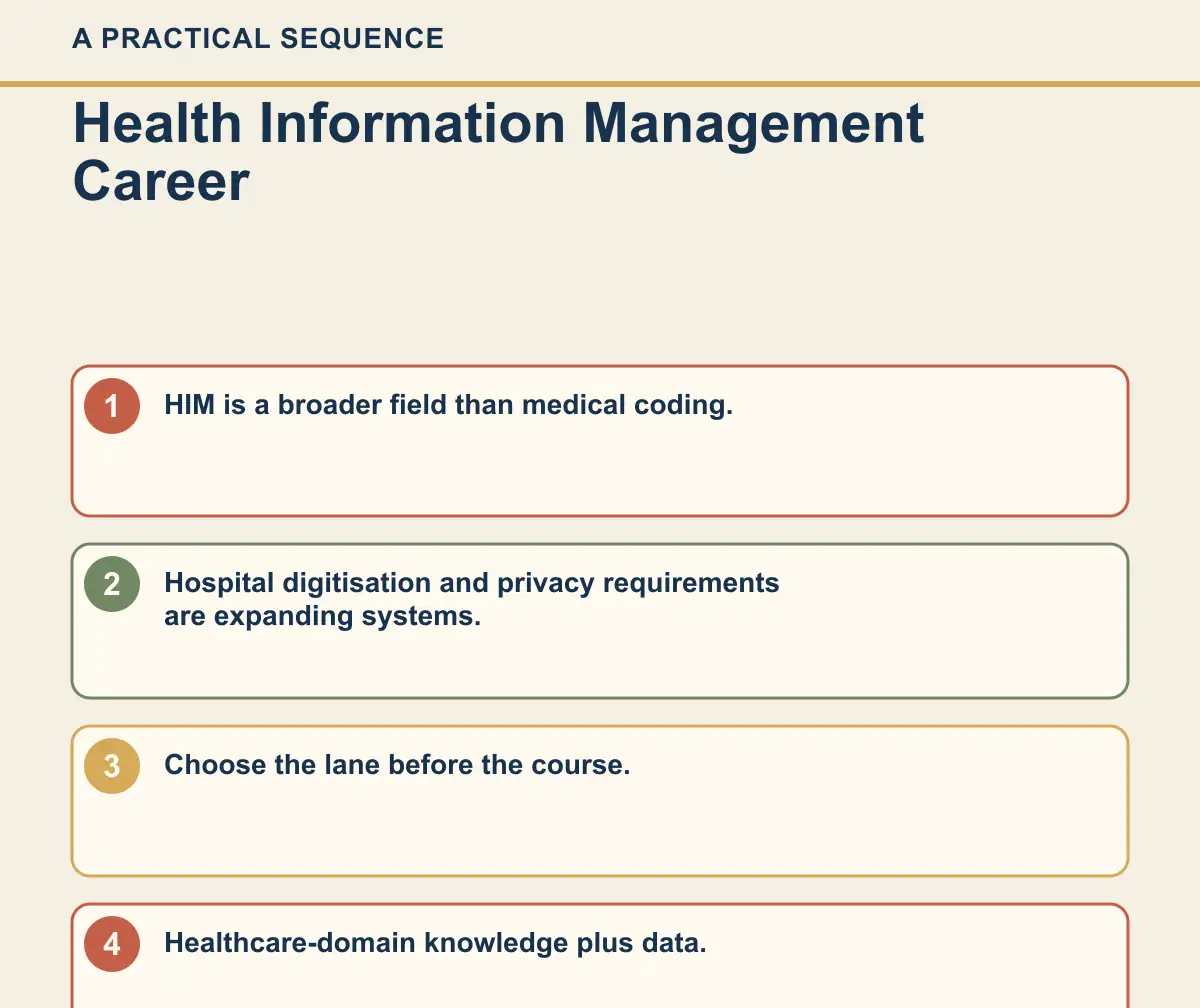 A PRACTICAL SEQUENCE
Health Information Management
Career
1
HIM is a broader field than medical coding.
2
Hospital digitisation and privacy requirements
are expanding systems.
3
Choose the lane before the course.
4
Healthcare-domain knowledge plus data.